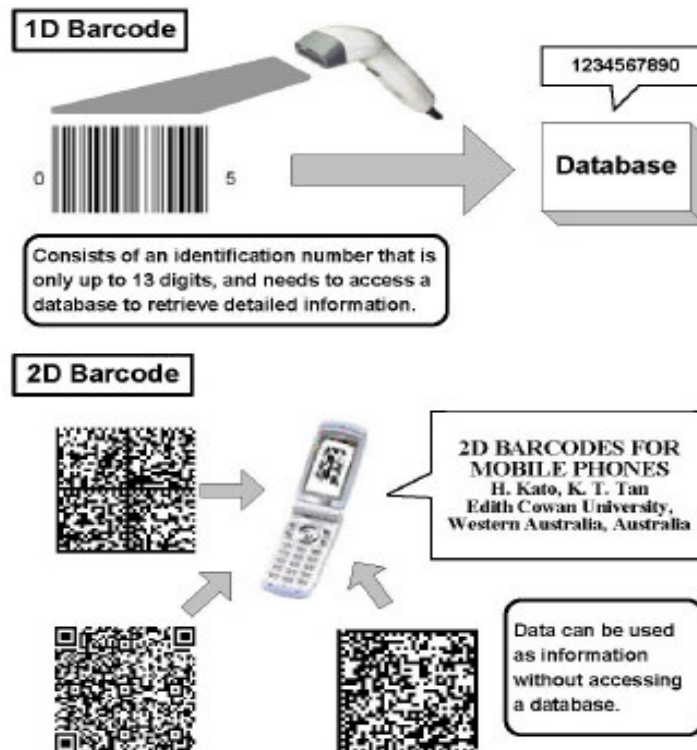 1D Barcode
1234567890
Database
0 5
Consists of an identification number that is
only up to 13 digits, and needs to access a
database to retrieve detailed information.
2D Barcode
2D BARCODES FOR
MOBILE PHONES
H. Kato, K. T. Tan
Edith Cowan University,
Western Australia, Australia
Data can be used
as information
without accessing
a database.